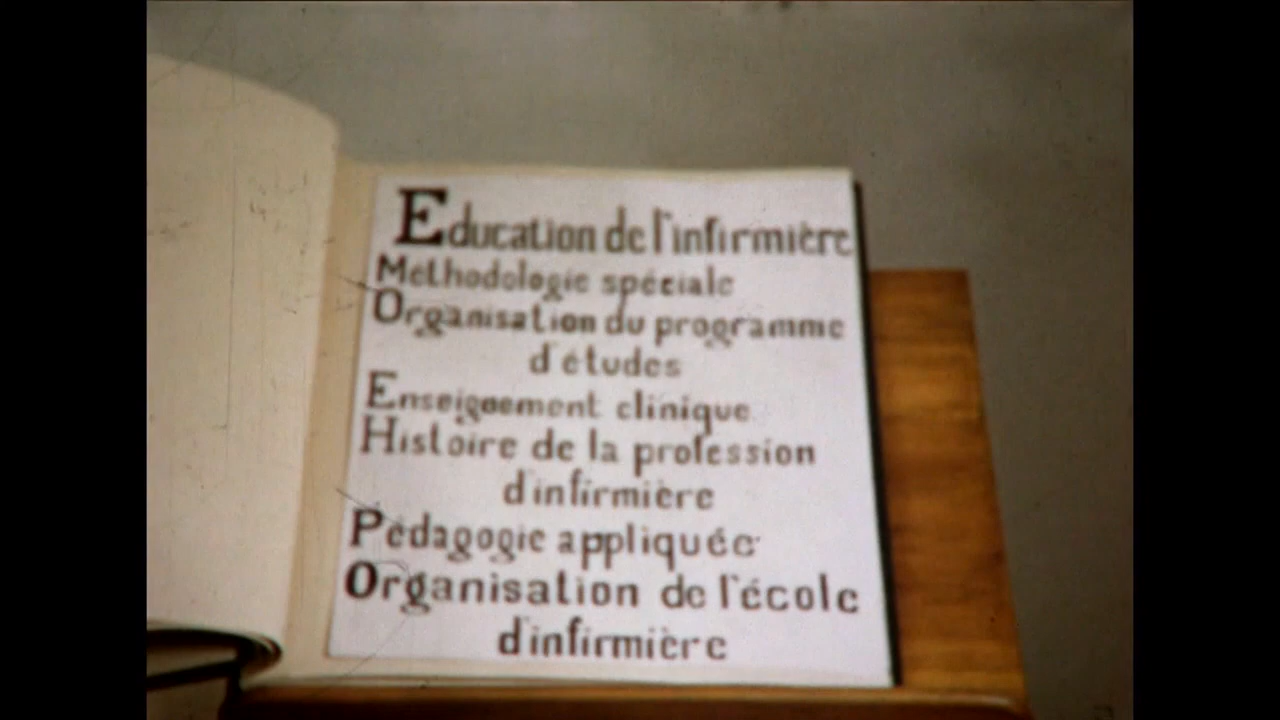 Education de l'infirmière
Méthodologie spéciale
Organisation du programme
d'études
Enseignement clinique
Histoire de la profession
d'infirmière
Pédagogie appliquée
Organisation de l'école
d'infirmière